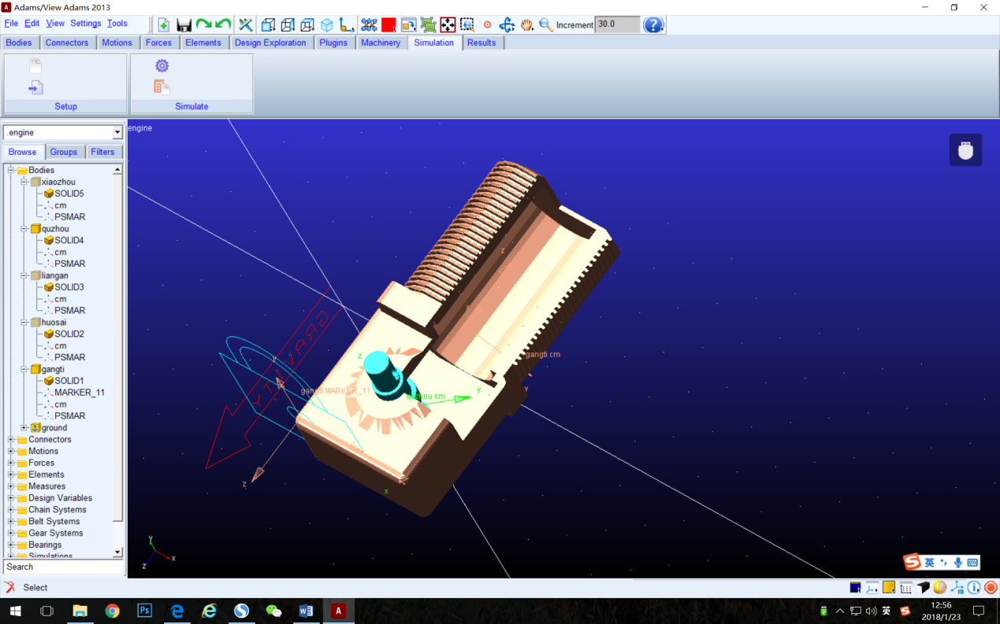 Adams/View Adams 2013
File Edit View Settings Tools
Increment 30.0
Bodies Connectors Motions Forces Elements Design Exploration Plugins Machinery Simulation Results
Setup Simulate
.engine
Browse Groups Filters
Bodies
xiaozhou
SOLID5
cm
PSMAR
quzhou
SOLID4
cm
PSMAR
liangan
SOLID3
cm
PSMAR
huosai
SOLID2
cm
PSMAR
gangti
SOLID1
MARKER_11
cm
PSMAR
ground
Connectors
Motions
Forces
Elements
Measures
Design Variables
Chain Systems
Belt Systems
Gear Systems
Bearings
Simulations
Search
engine
z
gangti.cm
z
y
gangti.MARKER_11
quzhou.cm
y
y
GRAVITY
z
x
y
x
z
英
Select
Ps
W
A
英
12:56
2018/1/23